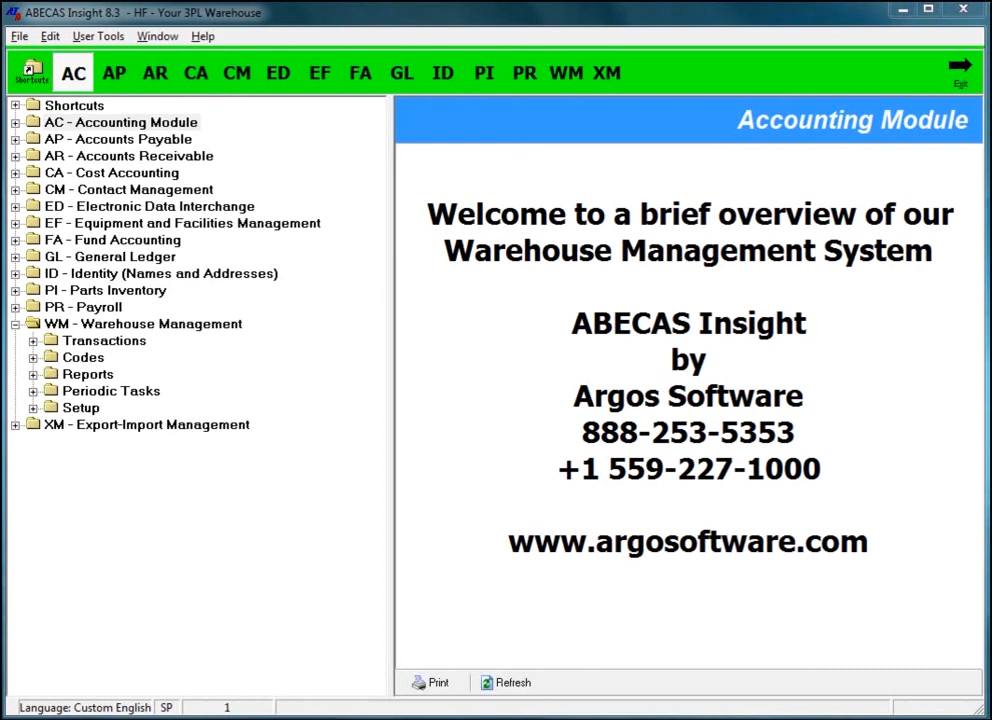 ABECAS Insight 8.3 - HF - Your 3PL Warehouse
File Edit User Tools Window Help
Shortcuts AC AP AR CA CM ED EF FA GL ID PI PR WM XM Exit
Shortcuts
AC - Accounting Module
AP - Accounts Payable
AR - Accounts Receivable
CA - Cost Accounting
CM - Contact Management
ED - Electronic Data Interchange
EF - Equipment and Facilities Management
FA - Fund Accounting
GL - General Ledger
ID - Identity (Names and Addresses)
PI - Parts Inventory
PR - Payroll
WM - Warehouse Management
Transactions
Codes
Reports
Periodic Tasks
Setup
XM - Export-Import Management
Accounting Module
Welcome to a brief overview of our
Warehouse Management System
ABECAS Insight
by
Argos Software
888-253-5353
+1 559-227-1000
www.argosoftware.com
Print Refresh
Language: Custom English SP 1